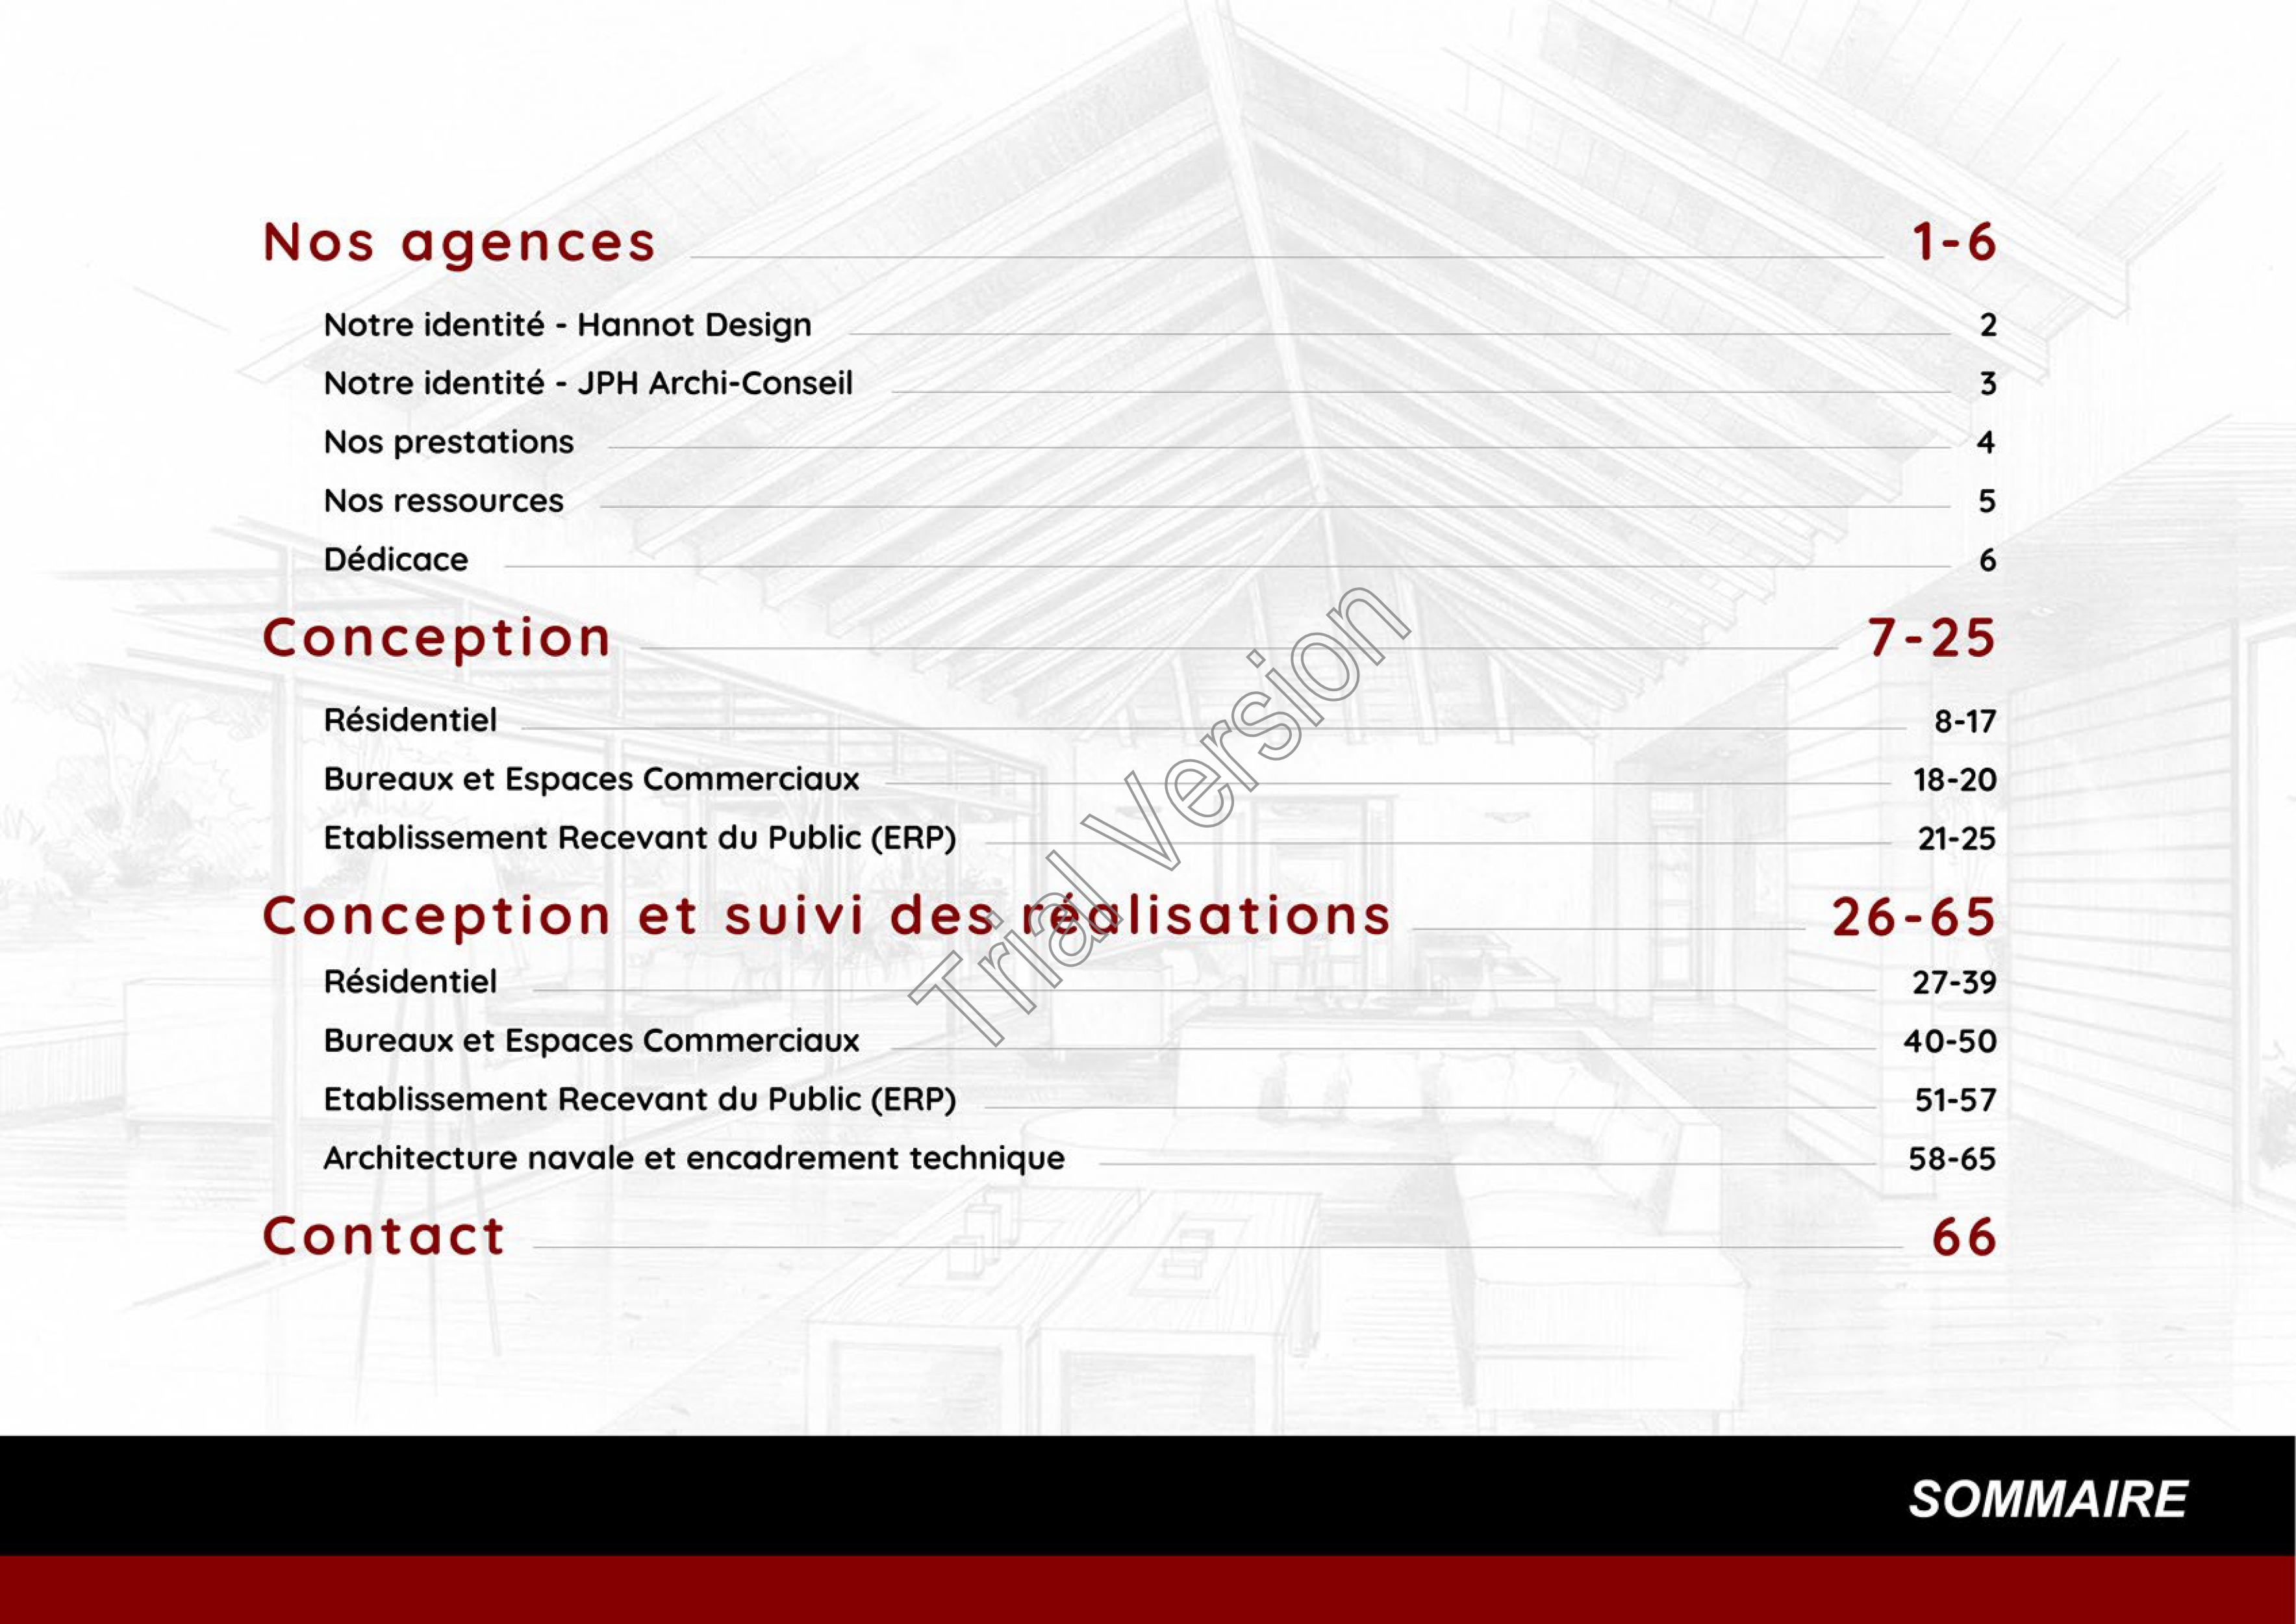 Nos agences 1-6
Notre identité - Hannot Design 2
Notre identité - JPH Archi-Conseil 3
Nos prestations 4
Nos ressources 5
Dédicace 6
Conception 7-25
Résidentiel 8-17
Bureaux et Espaces Commerciaux 18-20
Etablissement Recevant du Public (ERP) 21-25
Conception et suivi des réalisations 26-65
Résidentiel 27-39
Bureaux et Espaces Commerciaux 40-50
Etablissement Recevant du Public (ERP) 51-57
Architecture navale et encadrement technique 58-65
Contact 66
Trial Version
SOMMAIRE